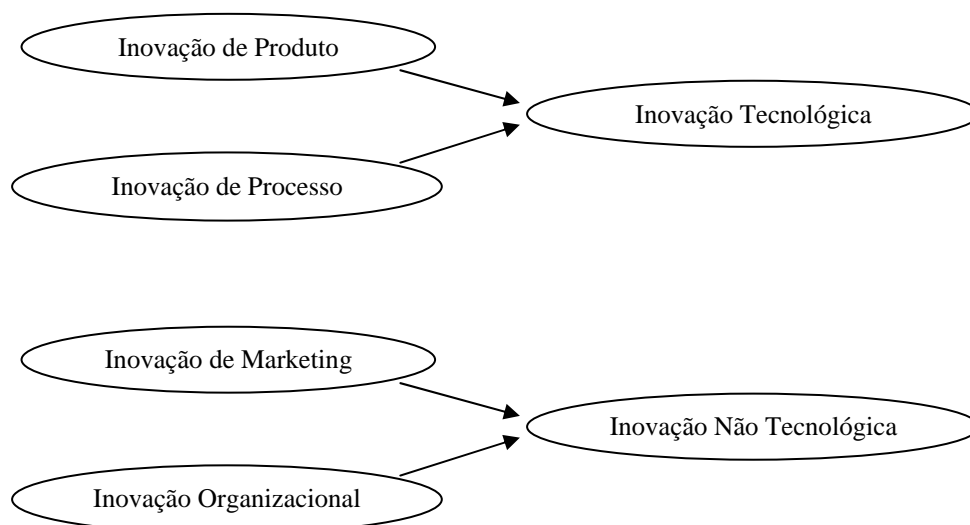 Inovação de Produto
Inovação Tecnológica
Inovação de Processo
Inovação de Marketing
Inovação Não Tecnológica
Inovação Organizacional